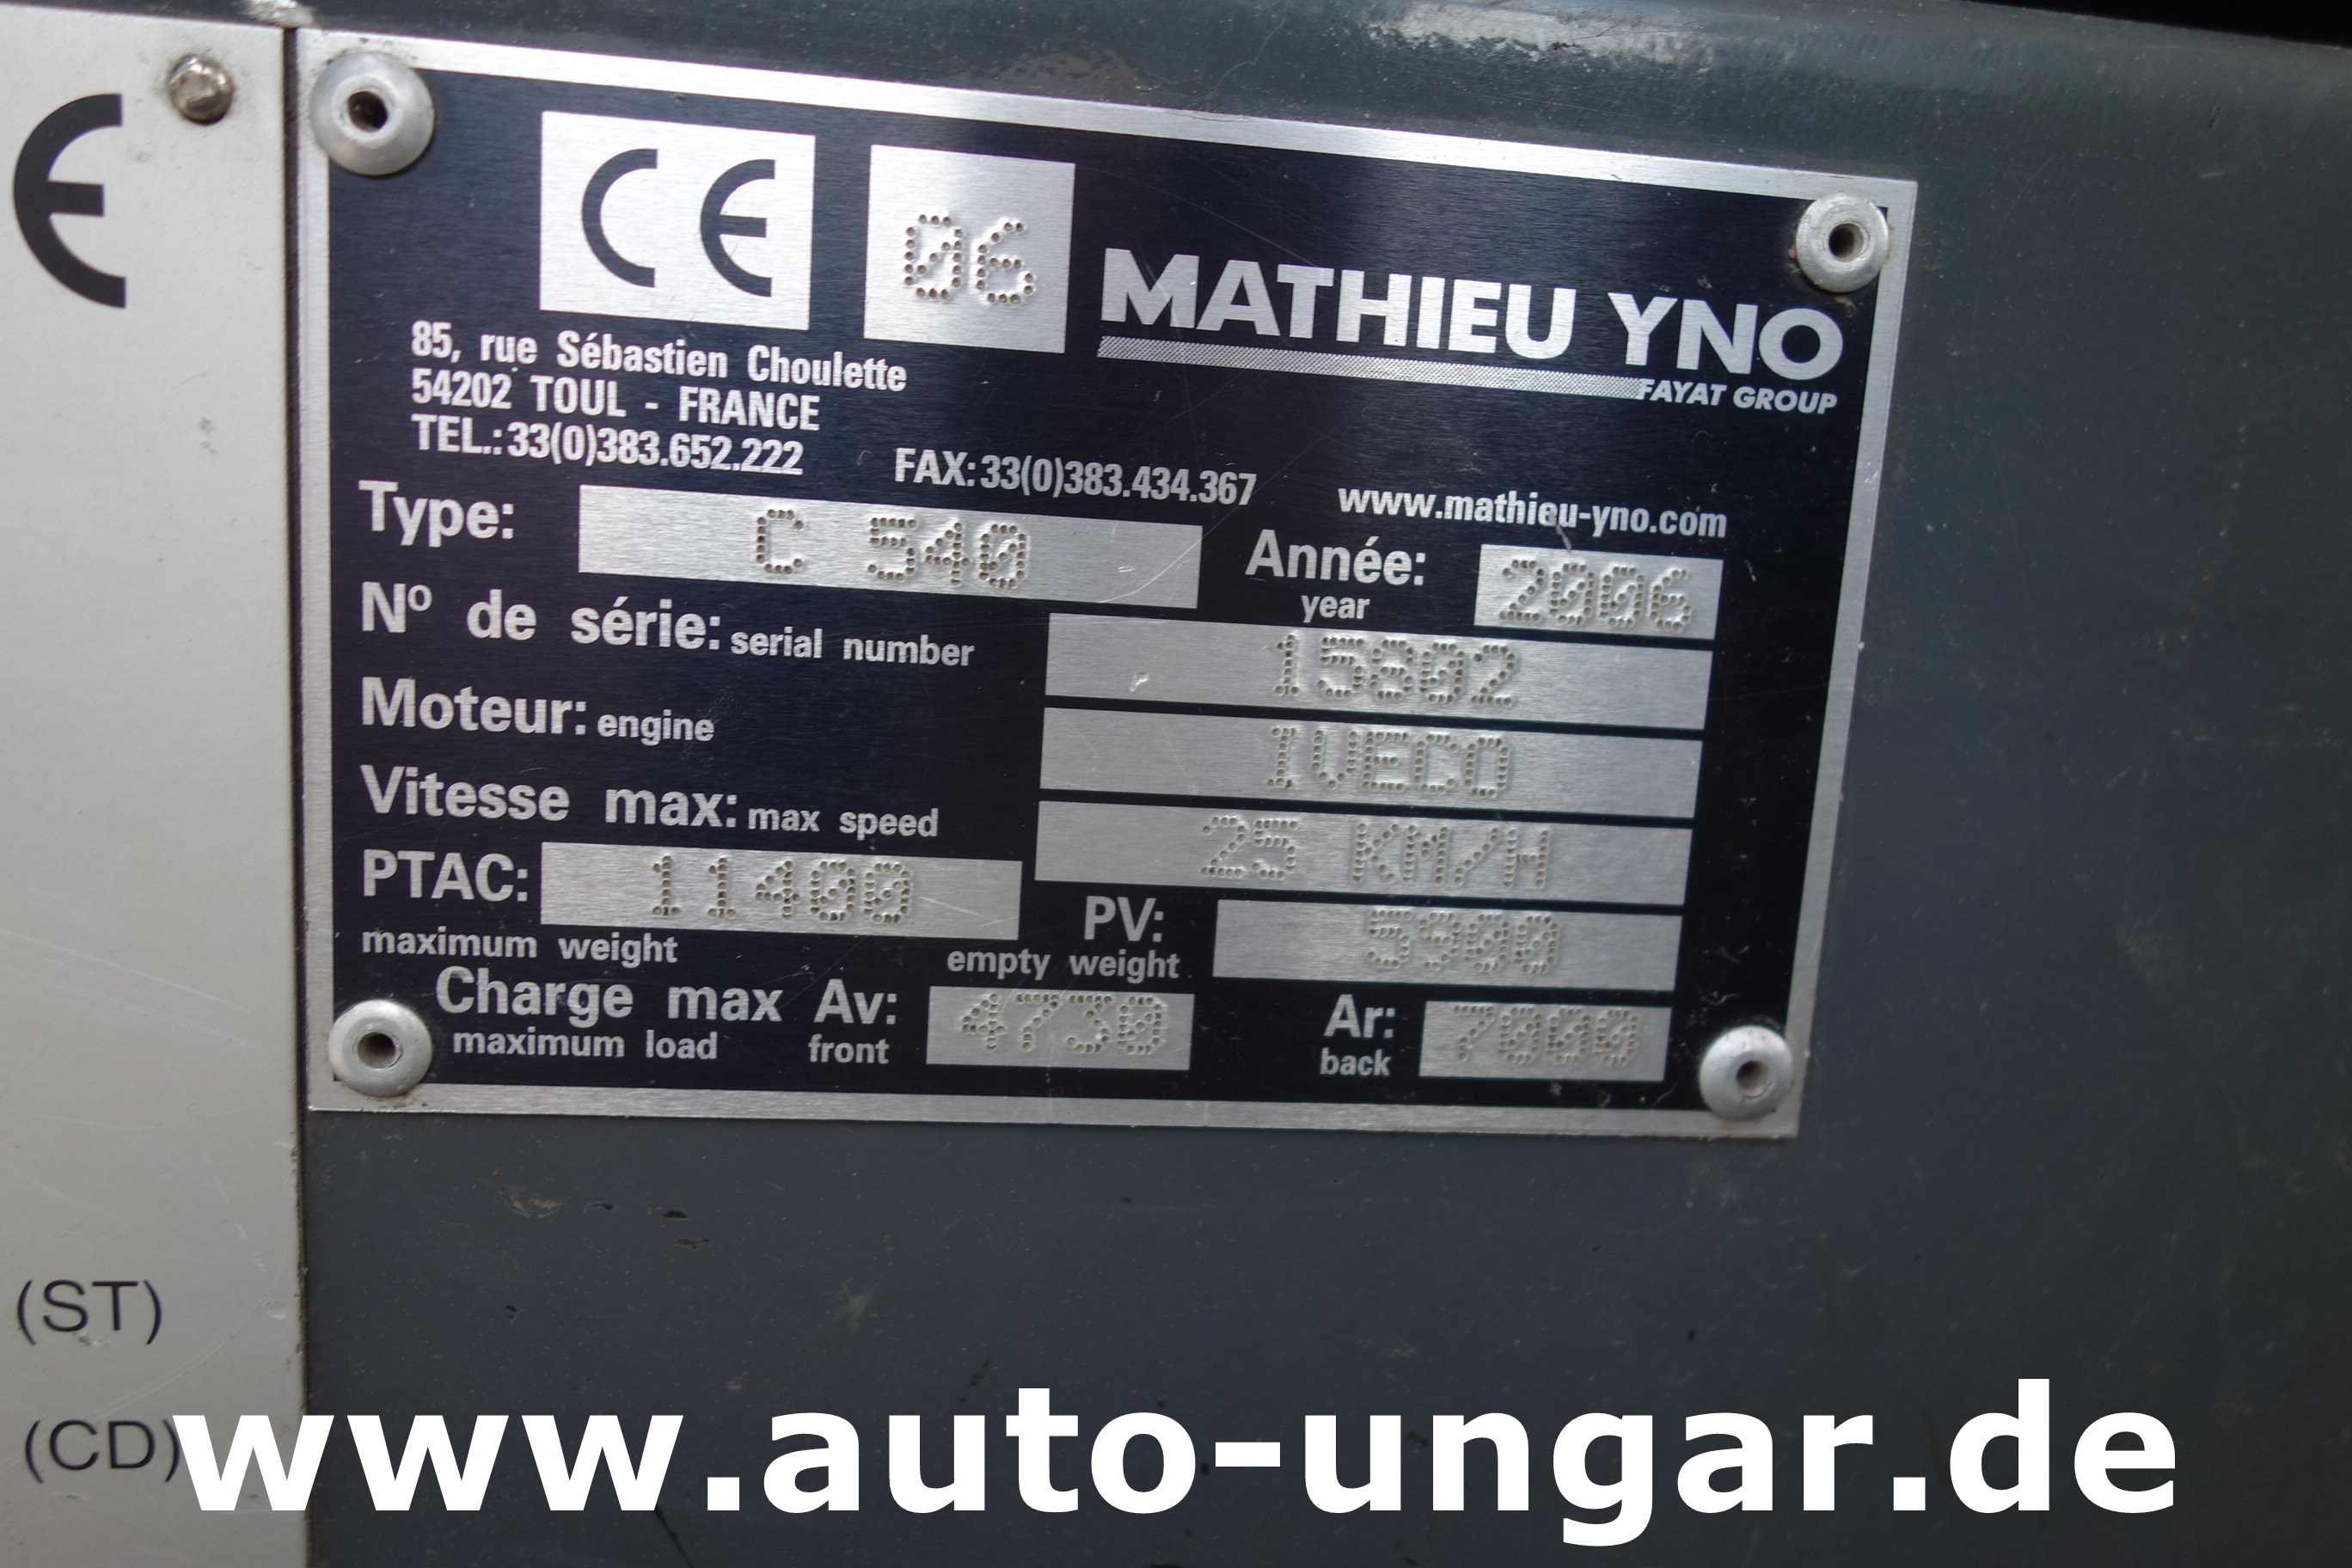 CE 06 MATHIEU YNO
FAYAT GROUP
85, rue Sébastien Choulette
54202 TOUL - FRANCE
TEL.: 33(0)383.652.222 FAX: 33(0)383.434.367 www.mathieu-yno.com
Type: C 540 Année: 2006
year
Nº de série: serial number 15802
Moteur: engine IVECO
Vitesse max: max speed 25 KM/H
PTAC: 11400 PV: 5900
maximum weight empty weight
Charge max Av: 4730 Ar: 7000
maximum load front back
E
(ST)
(CD)
www.auto-ungar.de